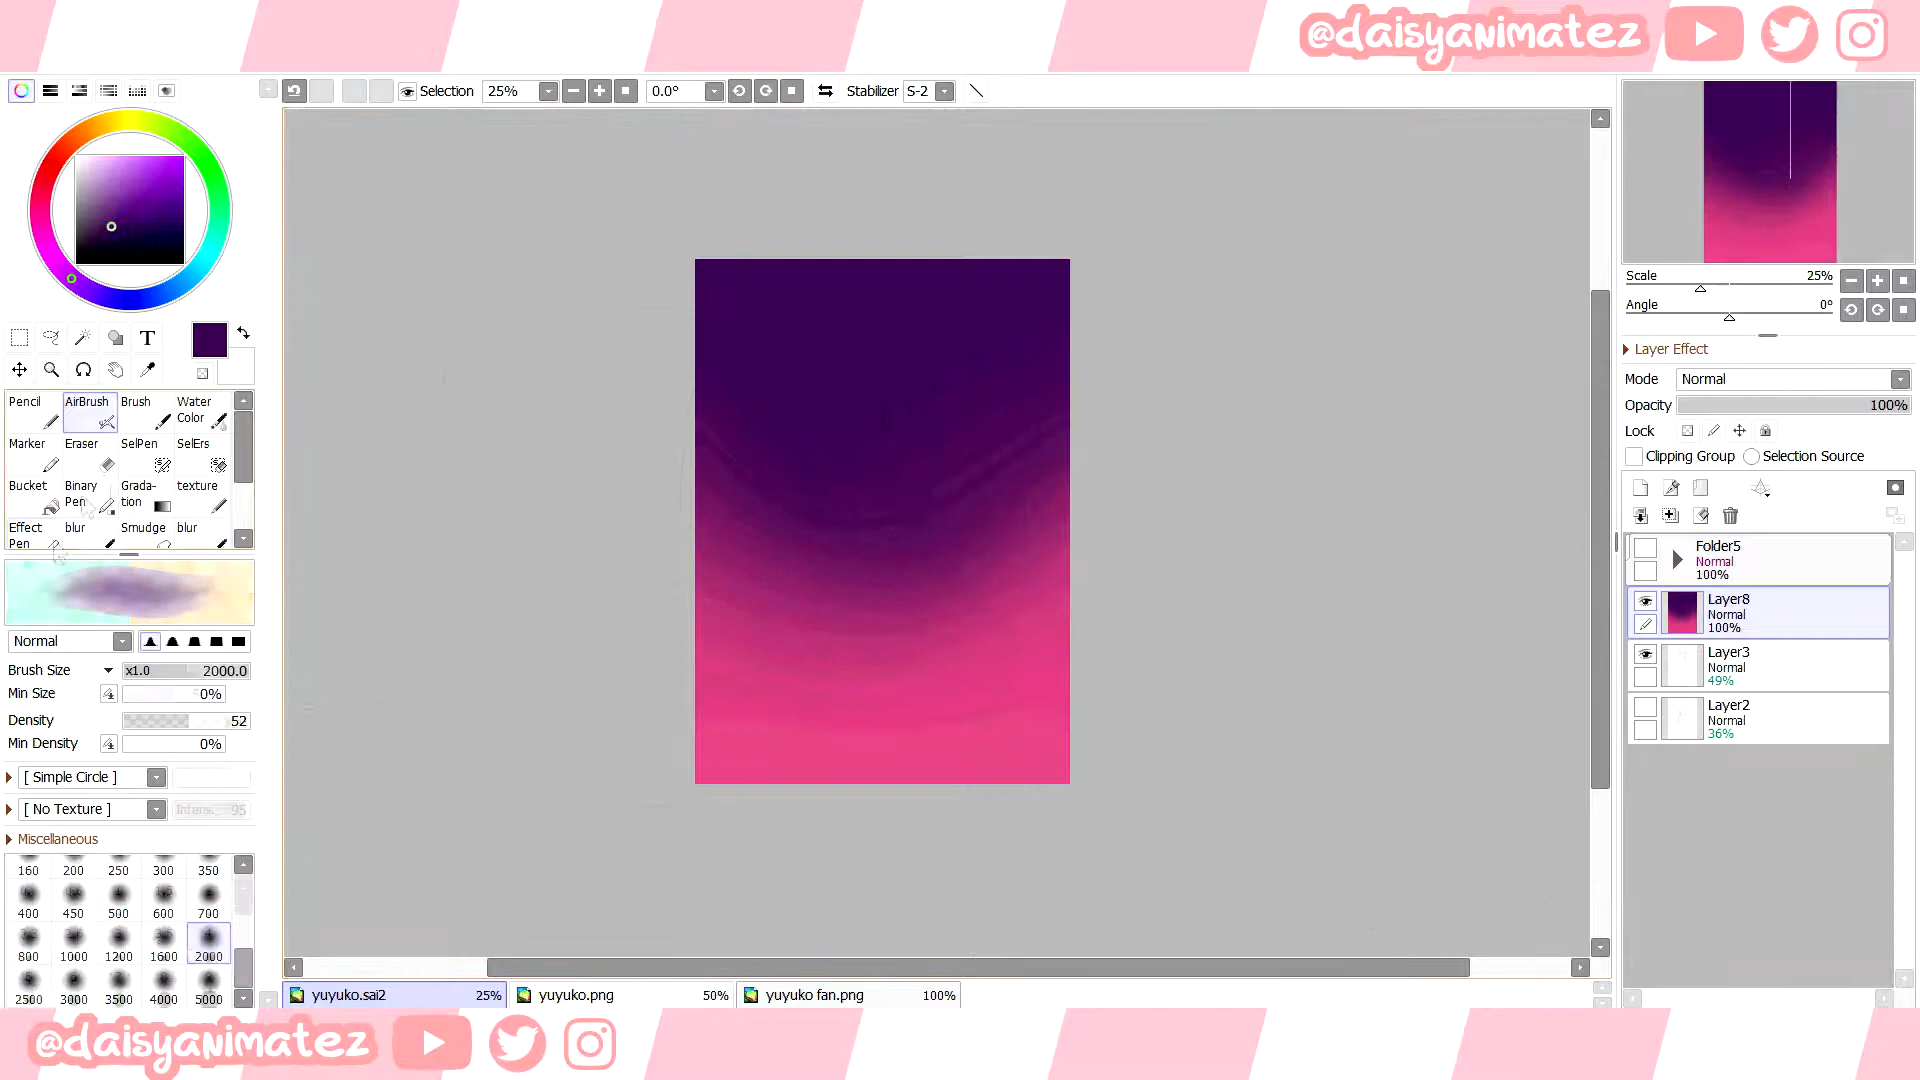 @daisyanimatez
Selection 25% 0.0° Stabilizer S-2
T
Scale 25%
Angle 0°
Layer Effect
Mode Normal
Opacity 100%
Lock
Clipping Group Selection Source
Folder5
Normal
100%
Layer8
Normal
100%
Layer3
Normal
49%
Layer2
Normal
36%
Pencil AirBrush Brush Water Color
Marker Eraser SelPen SelErs
Bucket Binary Pen Grada-tion texture
Effect Pen blur Smudge blur
Normal
Brush Size x1.0 2000.0
Min Size 0%
Density 52
Min Density 0%
[ Simple Circle ]
[ No Texture ] Intens. 95
Miscellaneous
160 200 250 300 350
400 450 500 600 700
800 1000 1200 1600 2000
2500 3000 3500 4000 5000
yuyuko.sai2 25% yuyuko.png 50% yuyuko fan.png 100%
@daisyanimatez